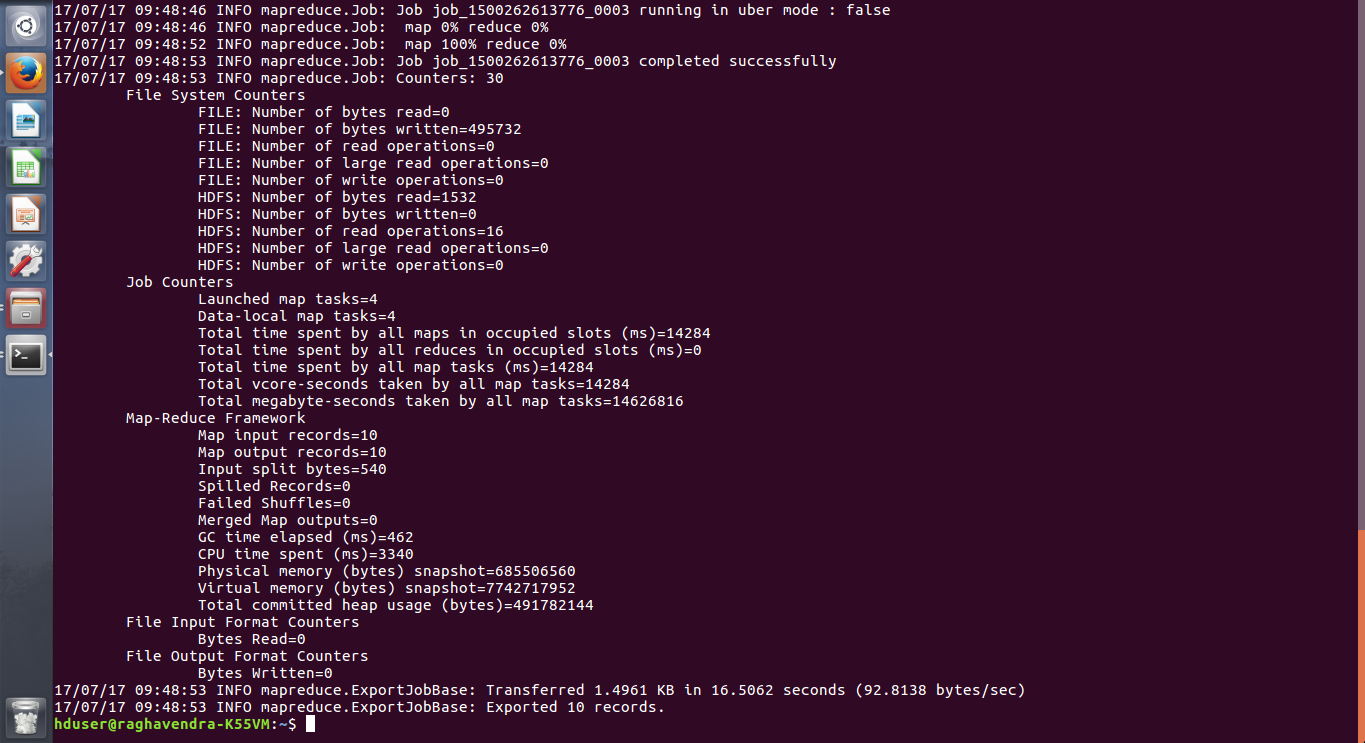 17/07/17 09:48:46 INFO mapreduce.Job: Job job_1500262613776_0003 running in uber mode : false
17/07/17 09:48:46 INFO mapreduce.Job:  map 0% reduce 0%
17/07/17 09:48:52 INFO mapreduce.Job:  map 100% reduce 0%
17/07/17 09:48:53 INFO mapreduce.Job: Job job_1500262613776_0003 completed successfully
17/07/17 09:48:53 INFO mapreduce.Job: Counters: 30
File System Counters
FILE: Number of bytes read=0
FILE: Number of bytes written=495732
FILE: Number of read operations=0
FILE: Number of large read operations=0
FILE: Number of write operations=0
HDFS: Number of bytes read=1532
HDFS: Number of bytes written=0
HDFS: Number of read operations=16
HDFS: Number of large read operations=0
HDFS: Number of write operations=0
Job Counters
Launched map tasks=4
Data-local map tasks=4
Total time spent by all maps in occupied slots (ms)=14284
Total time spent by all reduces in occupied slots (ms)=0
Total time spent by all map tasks (ms)=14284
Total vcore-seconds taken by all map tasks=14284
Total megabyte-seconds taken by all map tasks=14626816
Map-Reduce Framework
Map input records=10
Map output records=10
Input split bytes=540
Spilled Records=0
Failed Shuffles=0
Merged Map outputs=0
GC time elapsed (ms)=462
CPU time spent (ms)=3340
Physical memory (bytes) snapshot=685506560
Virtual memory (bytes) snapshot=7742717952
Total committed heap usage (bytes)=491782144
File Input Format Counters
Bytes Read=0
File Output Format Counters
Bytes Written=0
17/07/17 09:48:53 INFO mapreduce.ExportJobBase: Transferred 1.4961 KB in 16.5062 seconds (92.8138 bytes/sec)
17/07/17 09:48:53 INFO mapreduce.ExportJobBase: Exported 10 records.
hduser@raghavendra-K55VM:~$